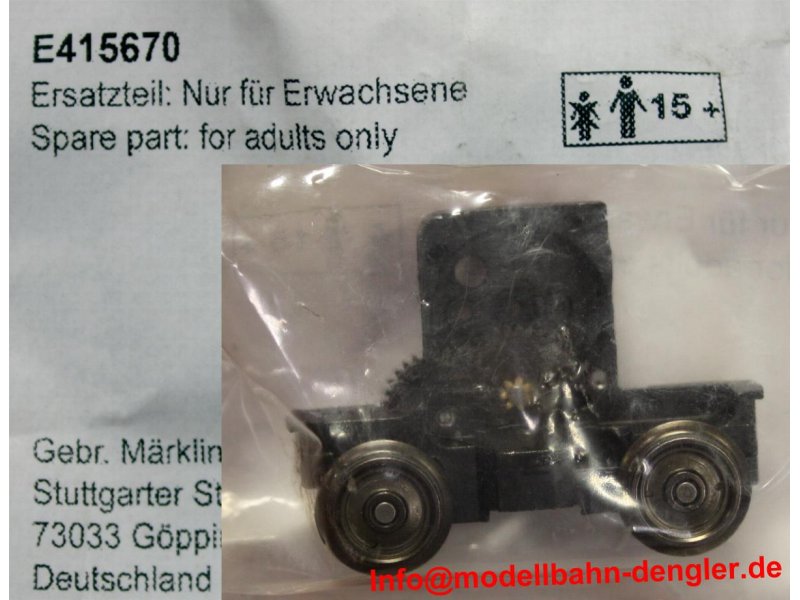 E415670
Ersatzteil: Nur für Erwachsene
Spare part: for adults only
15 +
Gebr. Märklin
Stuttgarter St
73033 Göppi
Deutschland
Info@modellbahn-dengler.de